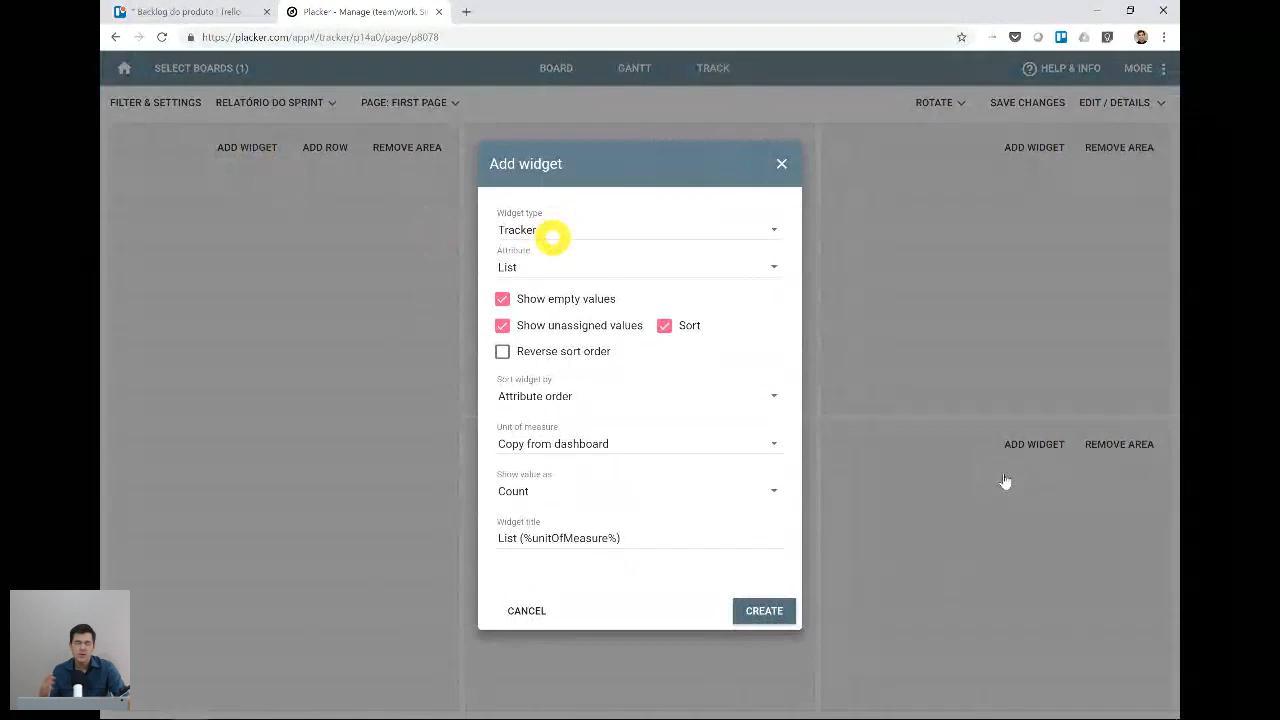 * Backlog do produto | Trello
Placker - Manage (team)work. Si
https://placker.com/app#/tracker/p14a0/page/p8078
SELECT BOARDS (1)
BOARD
GANTT
TRACK
HELP & INFO
MORE
FILTER & SETTINGS
RELATÓRIO DO SPRINT
PAGE: FIRST PAGE
ROTATE
SAVE CHANGES
EDIT / DETAILS
ADD WIDGET
ADD ROW
REMOVE AREA
ADD WIDGET
REMOVE AREA
Add widget
Widget type
Tracker
Attribute
List
Show empty values
Show unassigned values
Sort
Reverse sort order
Sort widget by
Attribute order
Unit of measure
Copy from dashboard
ADD WIDGET
REMOVE AREA
Show value as
Count
Widget title
List (%unitOfMeasure%)
CANCEL
CREATE